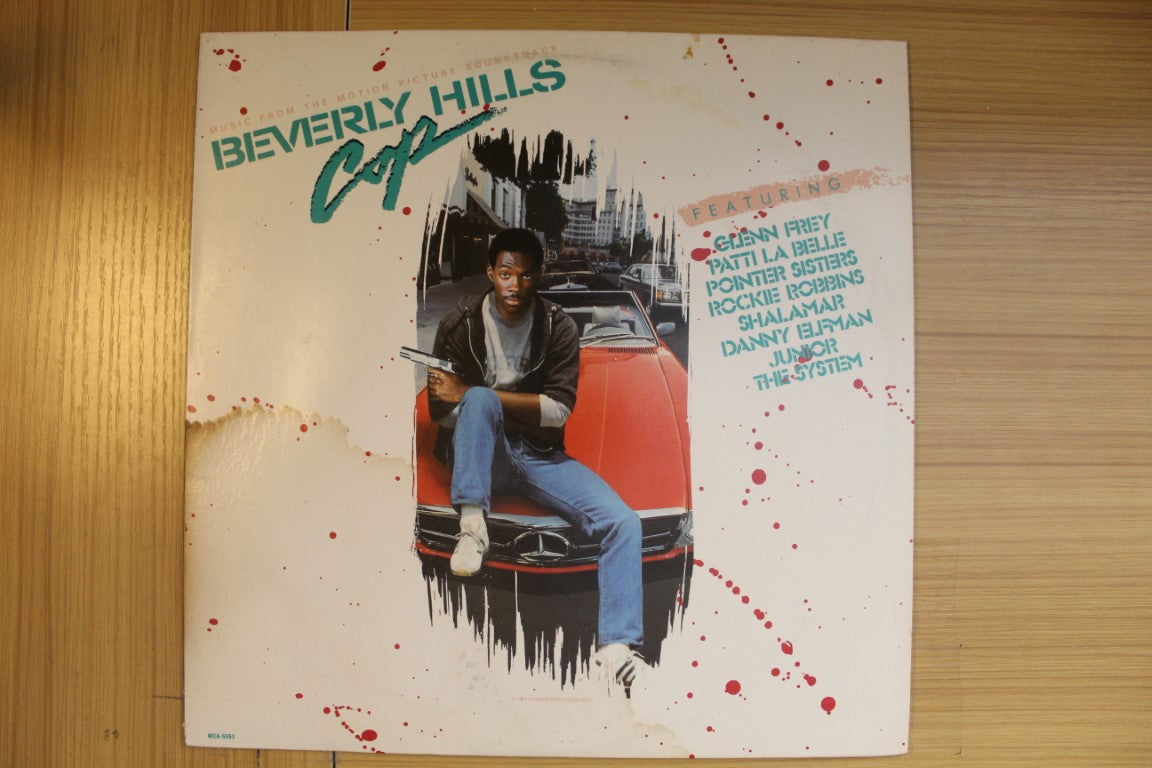 MUSIC FROM THE MOTION PICTURE SOUNDTRACK
BEVERLY HILLS
Cop
FEATURING
GLENN FREY
PATTI LA BELLE
POINTER SISTERS
ROCKIE ROBBINS
SHALAMAR
DANNY ELFMAN
JUNIOR
THE SYSTEM
MCA-5553